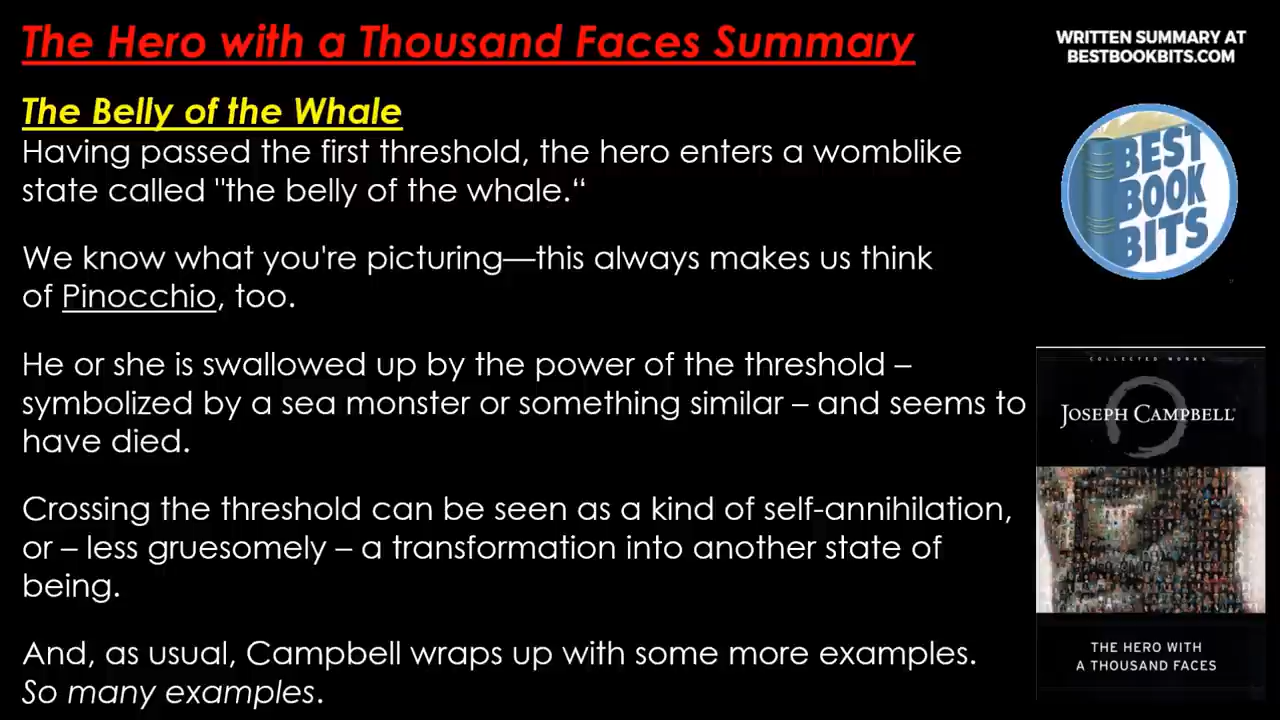 The Hero with a Thousand Faces Summary
WRITTEN SUMMARY AT
BESTBOOKBITS.COM
The Belly of the Whale
Having passed the first threshold, the hero enters a womblike
state called "the belly of the whale.“
We know what you're picturing—this always makes us think
of Pinocchio, too.
He or she is swallowed up by the power of the threshold –
symbolized by a sea monster or something similar – and seems to
have died.
Crossing the threshold can be seen as a kind of self-annihilation,
or – less gruesomely – a transformation into another state of
being.
And, as usual, Campbell wraps up with some more examples.
So many examples.
BEST
BOOK
BITS
COLLECTED WORKS
JOSEPH CAMPBELL
THE HERO WITH
A THOUSAND FACES